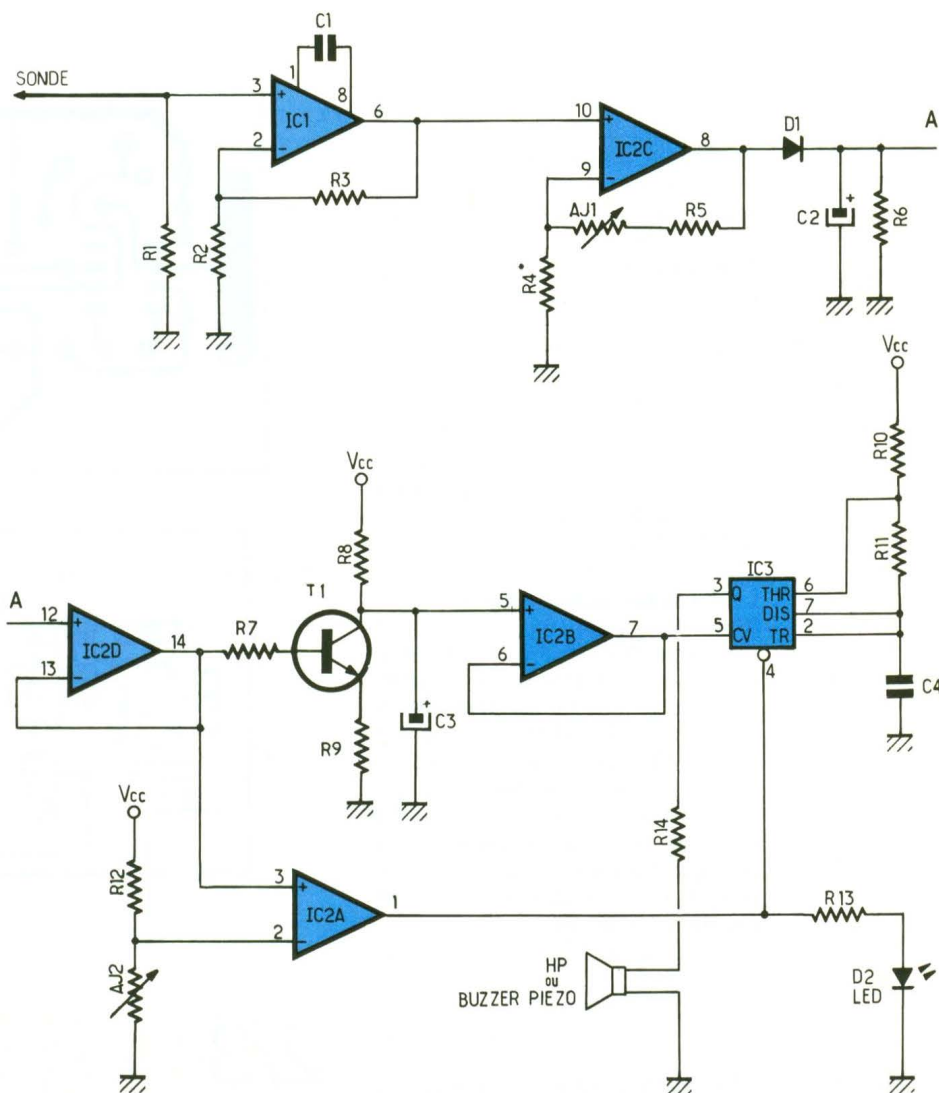 C1
SONDE
1
3
+
8
IC1
6
2
-
R3
R1
R2
10
+
IC2C
8
9
-
AJ1
R5
R4*
D1
A
C2
+
R6
Vcc
R10
R11
Vcc
R8
A
12
+
IC2D
14
13
-
R7
T1
R9
+
C3
5
+
IC2B
7
6
-
IC3
3
Q
THR
6
DIS
7
5
CV
TR
2
4
C4
Vcc
R12
AJ2
3
+
IC2A
1
2
-
R14
R13
HP
OU
BUZZER PIEZO
D2
LED